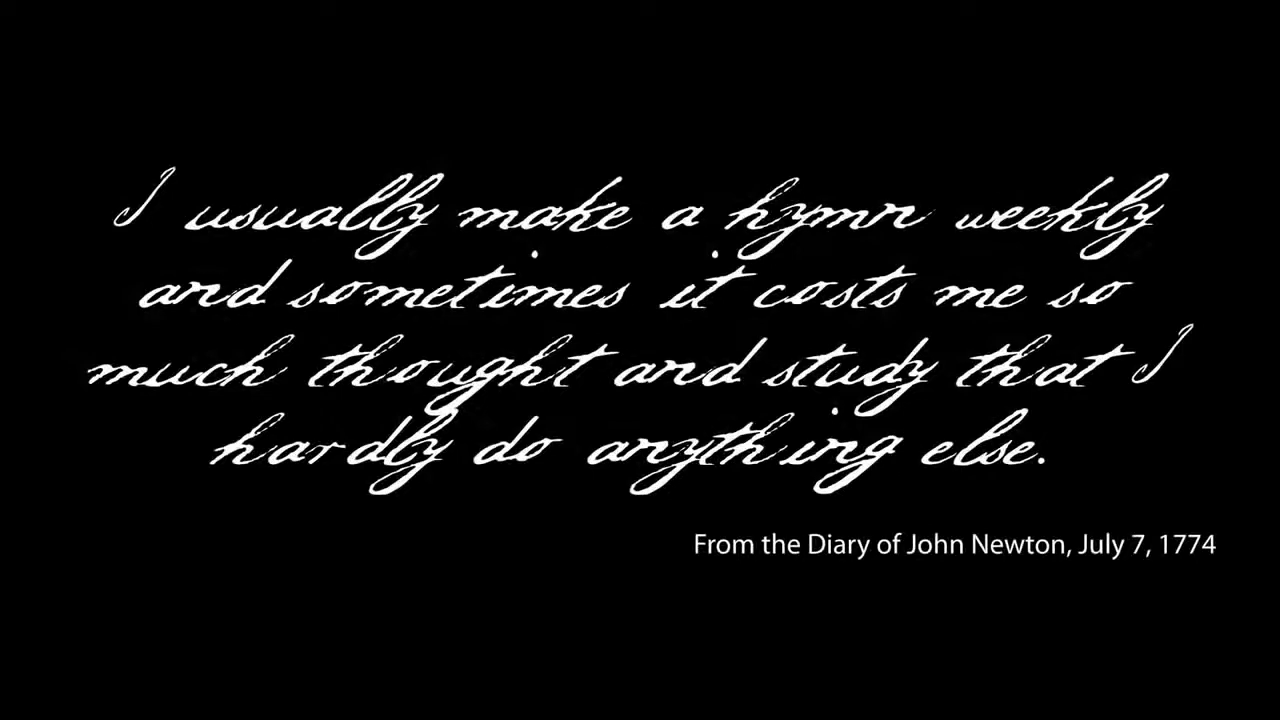 I usually make a hymn weekly
and sometimes it costs me so
much thought and study that I
hardly do anything else.
From the Diary of John Newton, July 7, 1774